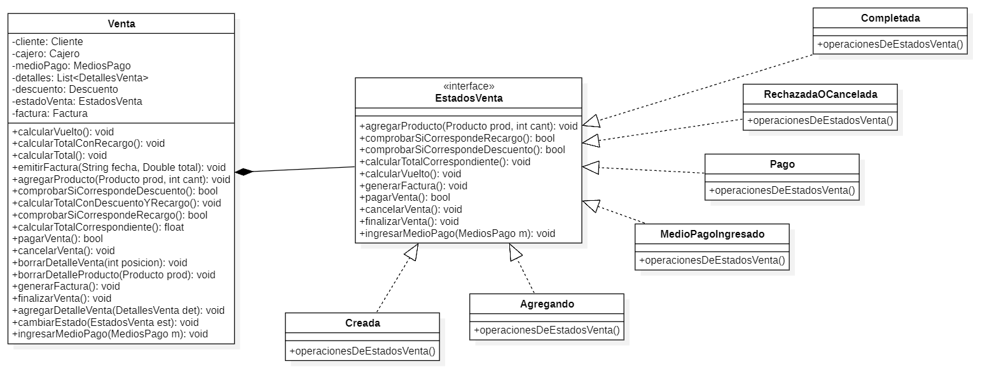 Venta
-cliente: Cliente
-cajero: Cajero
-medioPago: MediosPago
-detalles: List<DetallesVenta>
-descuento: Descuento
-estadoVenta: EstadosVenta
-factura: Factura
+calcularVuelto(): void
+calcularTotalConRecargo(): void
+calcularTotal(): void
+emitirFactura(String fecha, Double total): void
+agregarProducto(Producto prod, int cant): void
+comprobarSiCorrespondeDescuento(): bool
+calcularTotalConDescuentoYRecargo(): void
+comprobarSiCorrespondeRecargo(): bool
+calcularTotalCorrespondiente(): float
+pagarVenta(): bool
+cancelarVenta(): void
+borrarDetalleVenta(int posicion): void
+borrarDetalleProducto(Producto prod): void
+generarFactura(): void
+finalizarVenta(): void
+agregarDetalleVenta(DetallesVenta det): void
+cambiarEstado(EstadosVenta est): void
+ingresarMedioPago(MediosPago m): void
«interface»
EstadosVenta
+agregarProducto(Producto prod, int cant): void
+comprobarSiCorrespondeRecargo(): bool
+comprobarSiCorrespondeDescuento(): bool
+calcularTotalCorrespondiente(): void
+calcularVuelto(): void
+generarFactura(): void
+pagarVenta(): bool
+cancelarVenta(): void
+finalizarVenta(): void
+ingresarMedioPago(MediosPago m): void
Completada
+operacionesDeEstadosVenta()
RechazadaOCancelada
+operacionesDeEstadosVenta()
Pago
+operacionesDeEstadosVenta()
MedioPagoIngresado
+operacionesDeEstadosVenta()
Agregando
+operacionesDeEstadosVenta()
Creada
+operacionesDeEstadosVenta()